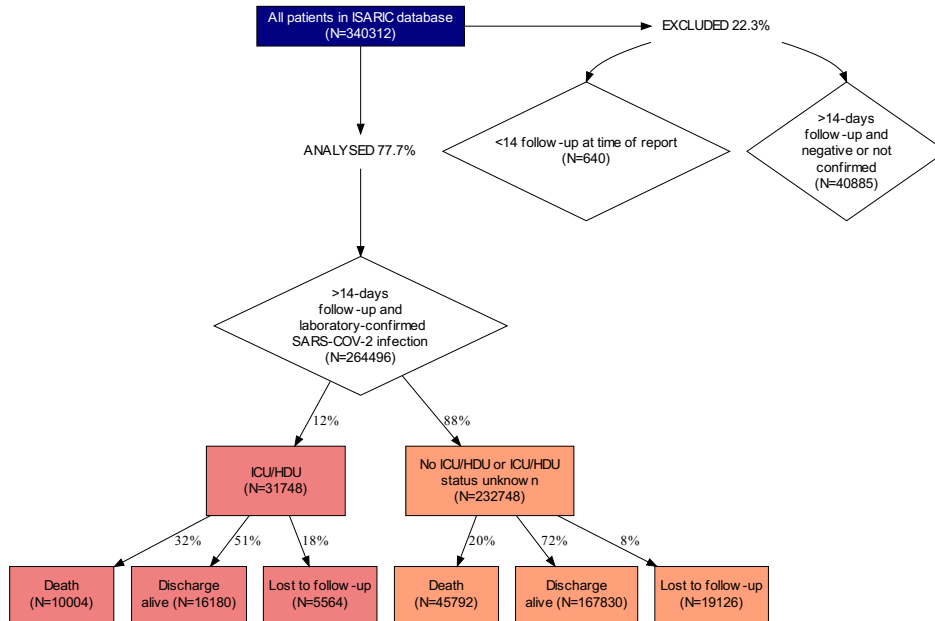 All patients in ISARIC database
(N=340312)
EXCLUDED 22.3%
ANALYSED 77.7%
<14 follow-up at time of report
(N=640)
>14-days
follow-up and
negative or not
confirmed
(N=40885)
>14-days
follow-up and
laboratory-confirmed
SARS-COV-2 infection
(N=264496)
12%
88%
ICU/HDU
(N=31748)
No ICU/HDU or ICU/HDU
status unknown
(N=232748)
32%
51%
18%
20%
72%
8%
Death
(N=10004)
Discharge
alive (N=16180)
Lost to follow-up
(N=5564)
Death
(N=45792)
Discharge
alive (N=167830)
Lost to follow-up
(N=19126)